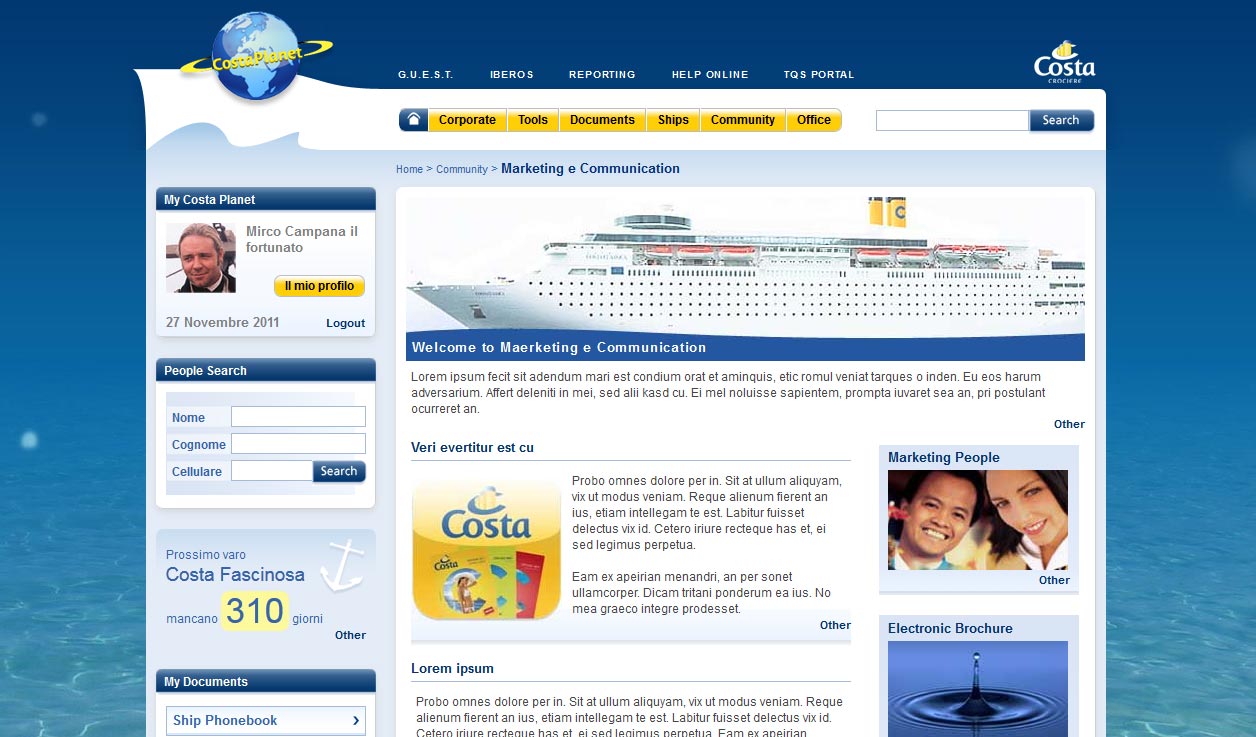 CostaPlanet
G.U.E.S.T.
IBEROS
REPORTING
HELP ONLINE
TQS PORTAL
Costa
CROCIERE
Corporate
Tools
Documents
Ships
Community
Office
Search
Home > Community > Marketing e Communication
My Costa Planet
Mirco Campana il
fortunato
Il mio profilo
27 Novembre 2011
Logout
People Search
Nome
Cognome
Cellulare
Search
Prossimo varo
Costa Fascinosa
mancano 310 giorni
Other
My Documents
Ship Phonebook
C
Welcome to Maerketing e Communication
Lorem ipsum fecit sit adendum mari est condium orat et aminquis, etic romul veniat tarques o inden. Eu eos harum
adversarium. Affert deleniti in mei, sed alii kasd cu. Ei mel noluisse sapientem, prompta iuvaret sea an, pri postulant
ocurreret an.
Other
Veri evertitur est cu
Costa
Costa
Probo omnes dolore per in. Sit at ullum aliquyam,
vix ut modus veniam. Reque alienum fierent an
ius, etiam intellegam te est. Labitur fuisset
delectus vix id. Cetero iriure recteque has et, ei
sed legimus perpetua.
Eam ex apeirian menandri, an per sonet
ullamcorper. Dicam tritani ponderum ea ius. No
mea graeco integre prodesset.
Other
Lorem ipsum
Probo omnes dolore per in. Sit at ullum aliquyam, vix ut modus veniam. Reque
alienum fierent an ius, etiam intellegam te est. Labitur fuisset delectus vix id.
Cetero iriure recteque has et, ei sed legimus perpetua. Eam ex apeirian
Marketing People
Other
Electronic Brochure